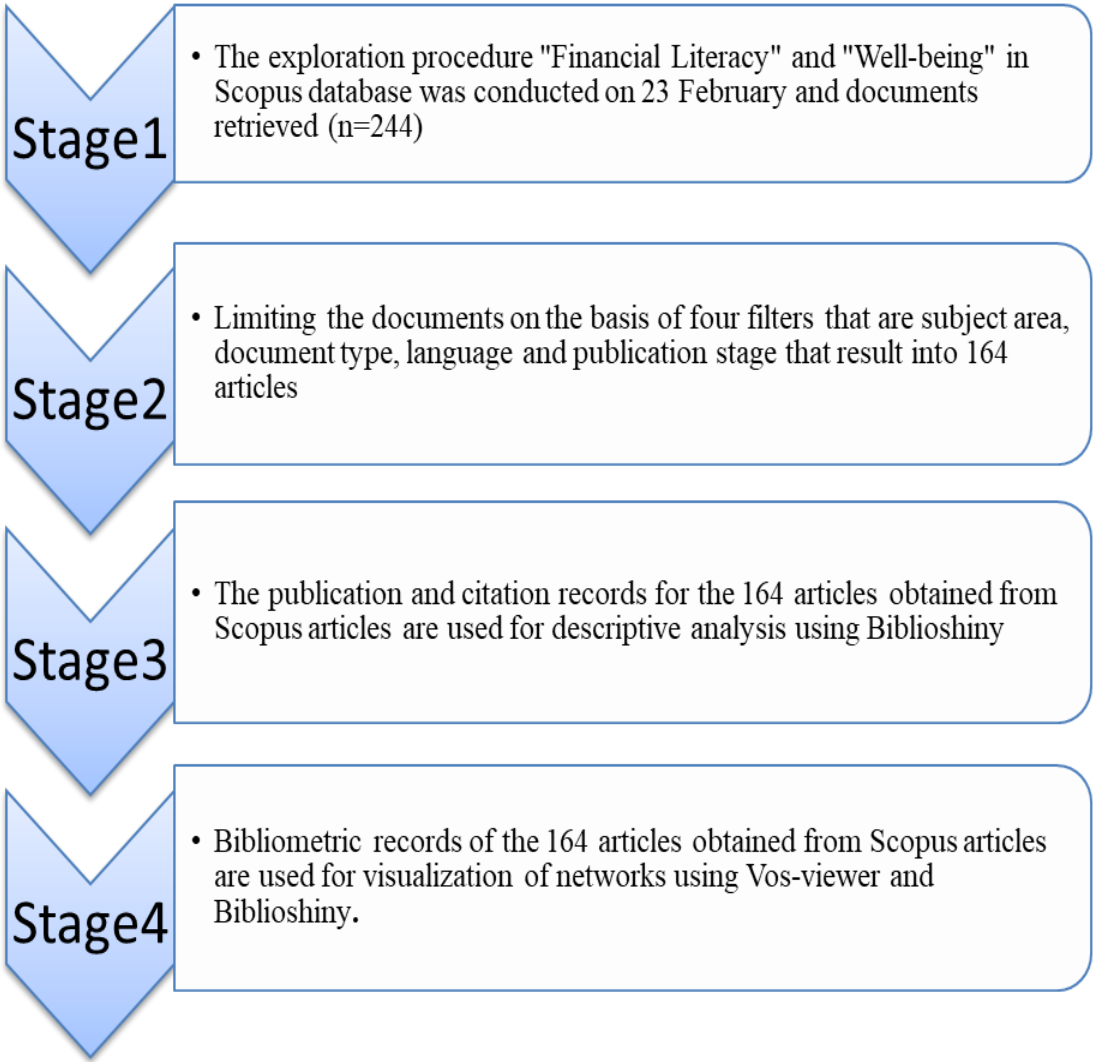 Stage1
• The exploration procedure "Financial Literacy" and "Well-being" in
Scopus database was conducted on 23 February and documents
retrieved (n=244)
Stage2
• Limiting the documents on the basis of four filters that are subject area,
document type, language and publication stage that result into 164
articles
Stage3
• The publication and citation records for the 164 articles obtained from
Scopus articles are used for descriptive analysis using Biblioshiny
Stage4
• Bibliometric records of the 164 articles obtained from Scopus articles
are used for visualization of networks using Vos-viewer and
Biblioshiny.